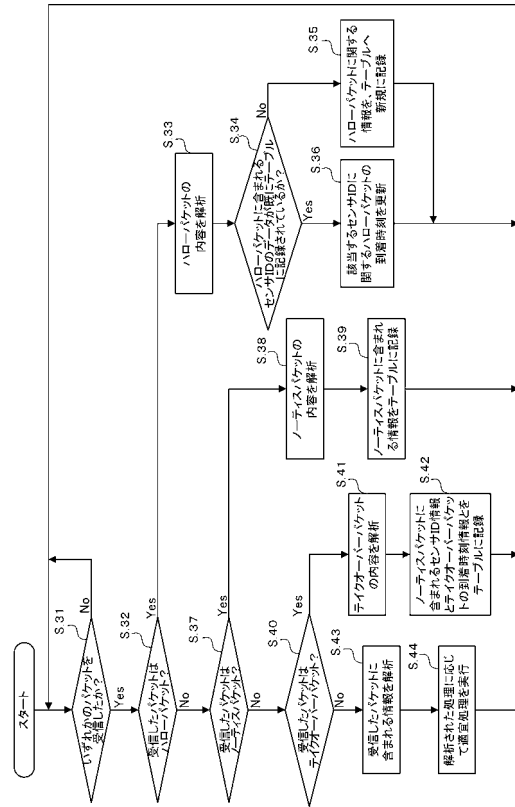 スタート
S.31
いずれかのパケットを
受信したか?
No
Yes
S.32
受信したパケットは
ハローパケット?
Yes
No
S.33
ハローパケットの
内容を解析
S.34
ハローパケットに含まれる
センサIDのデータが既にテーブル
に記録されているか?
No
Yes
S.35
ハローパケットに関する
情報を、テーブルへ
新規に記録
S.36
該当するセンサIDに
関するハローパケットの
到着時刻を更新
S.37
受信したパケットは
ノーティスパケット?
Yes
No
S.38
ノーティスパケットの
内容を解析
S.39
ノーティスパケットに含まれ
る情報をテーブルに記録
S.40
受信したパケットは
テイクオーバーパケット?
Yes
No
S.41
テイクオーバーパケット
の内容を解析
S.42
ノーティスパケットに
含まれるセンサID情報
とテイクオーバーパケッ
トの到着時刻情報とを
テーブルに記録
S.43
受信したパケットに
含まれる情報を解析
S.44
解析された処理に応じ
て適宜処理を実行